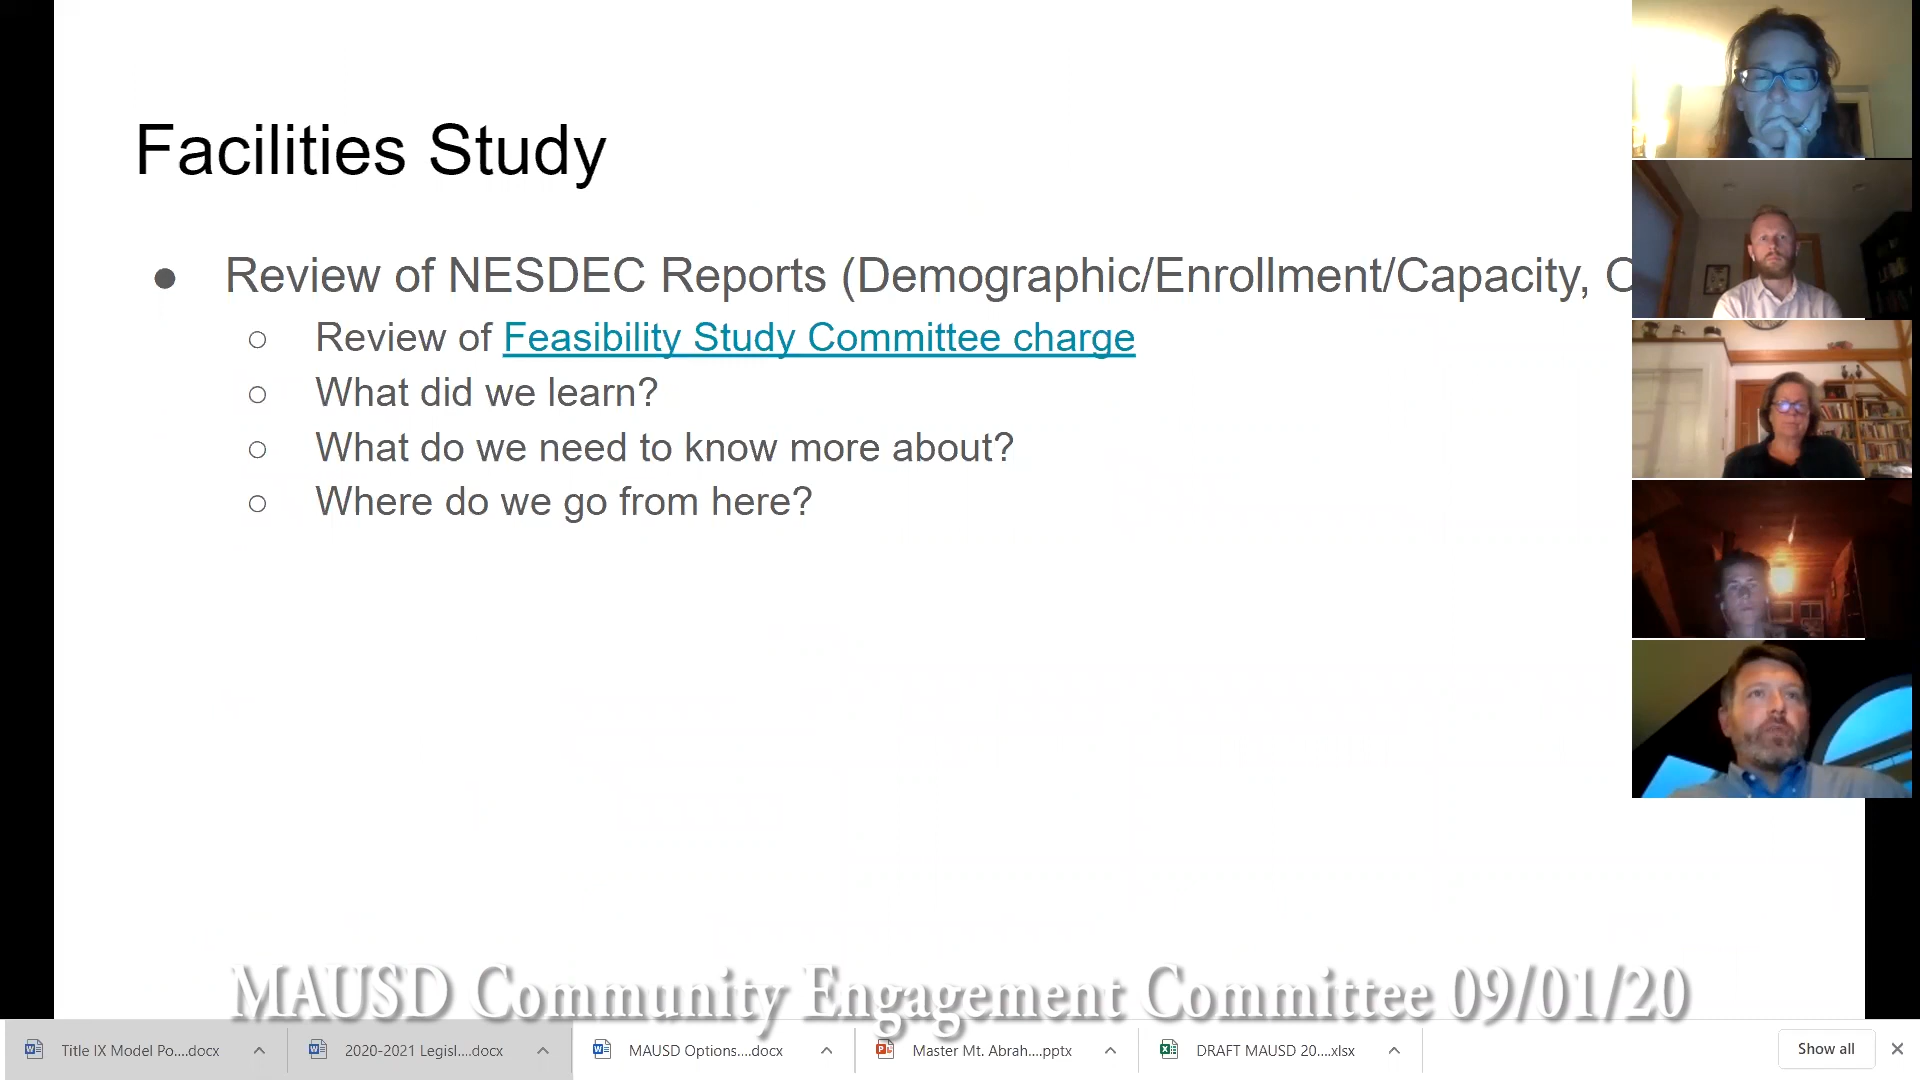 Facilities Study
● Review of NESDEC Reports (Demographic/Enrollment/Capacity,
○ Review of Feasibility Study Committee charge
○ What did we learn?
○ What do we need to know more about?
○ Where do we go from here?
MAUSD Community Engagement Committee 09/01/20
Title IX Model Po....docx 2020-2021 Legisl....docx MAUSD Options....docx Master Mt. Abrah....pptx DRAFT MAUSD 20....xlsx Show all